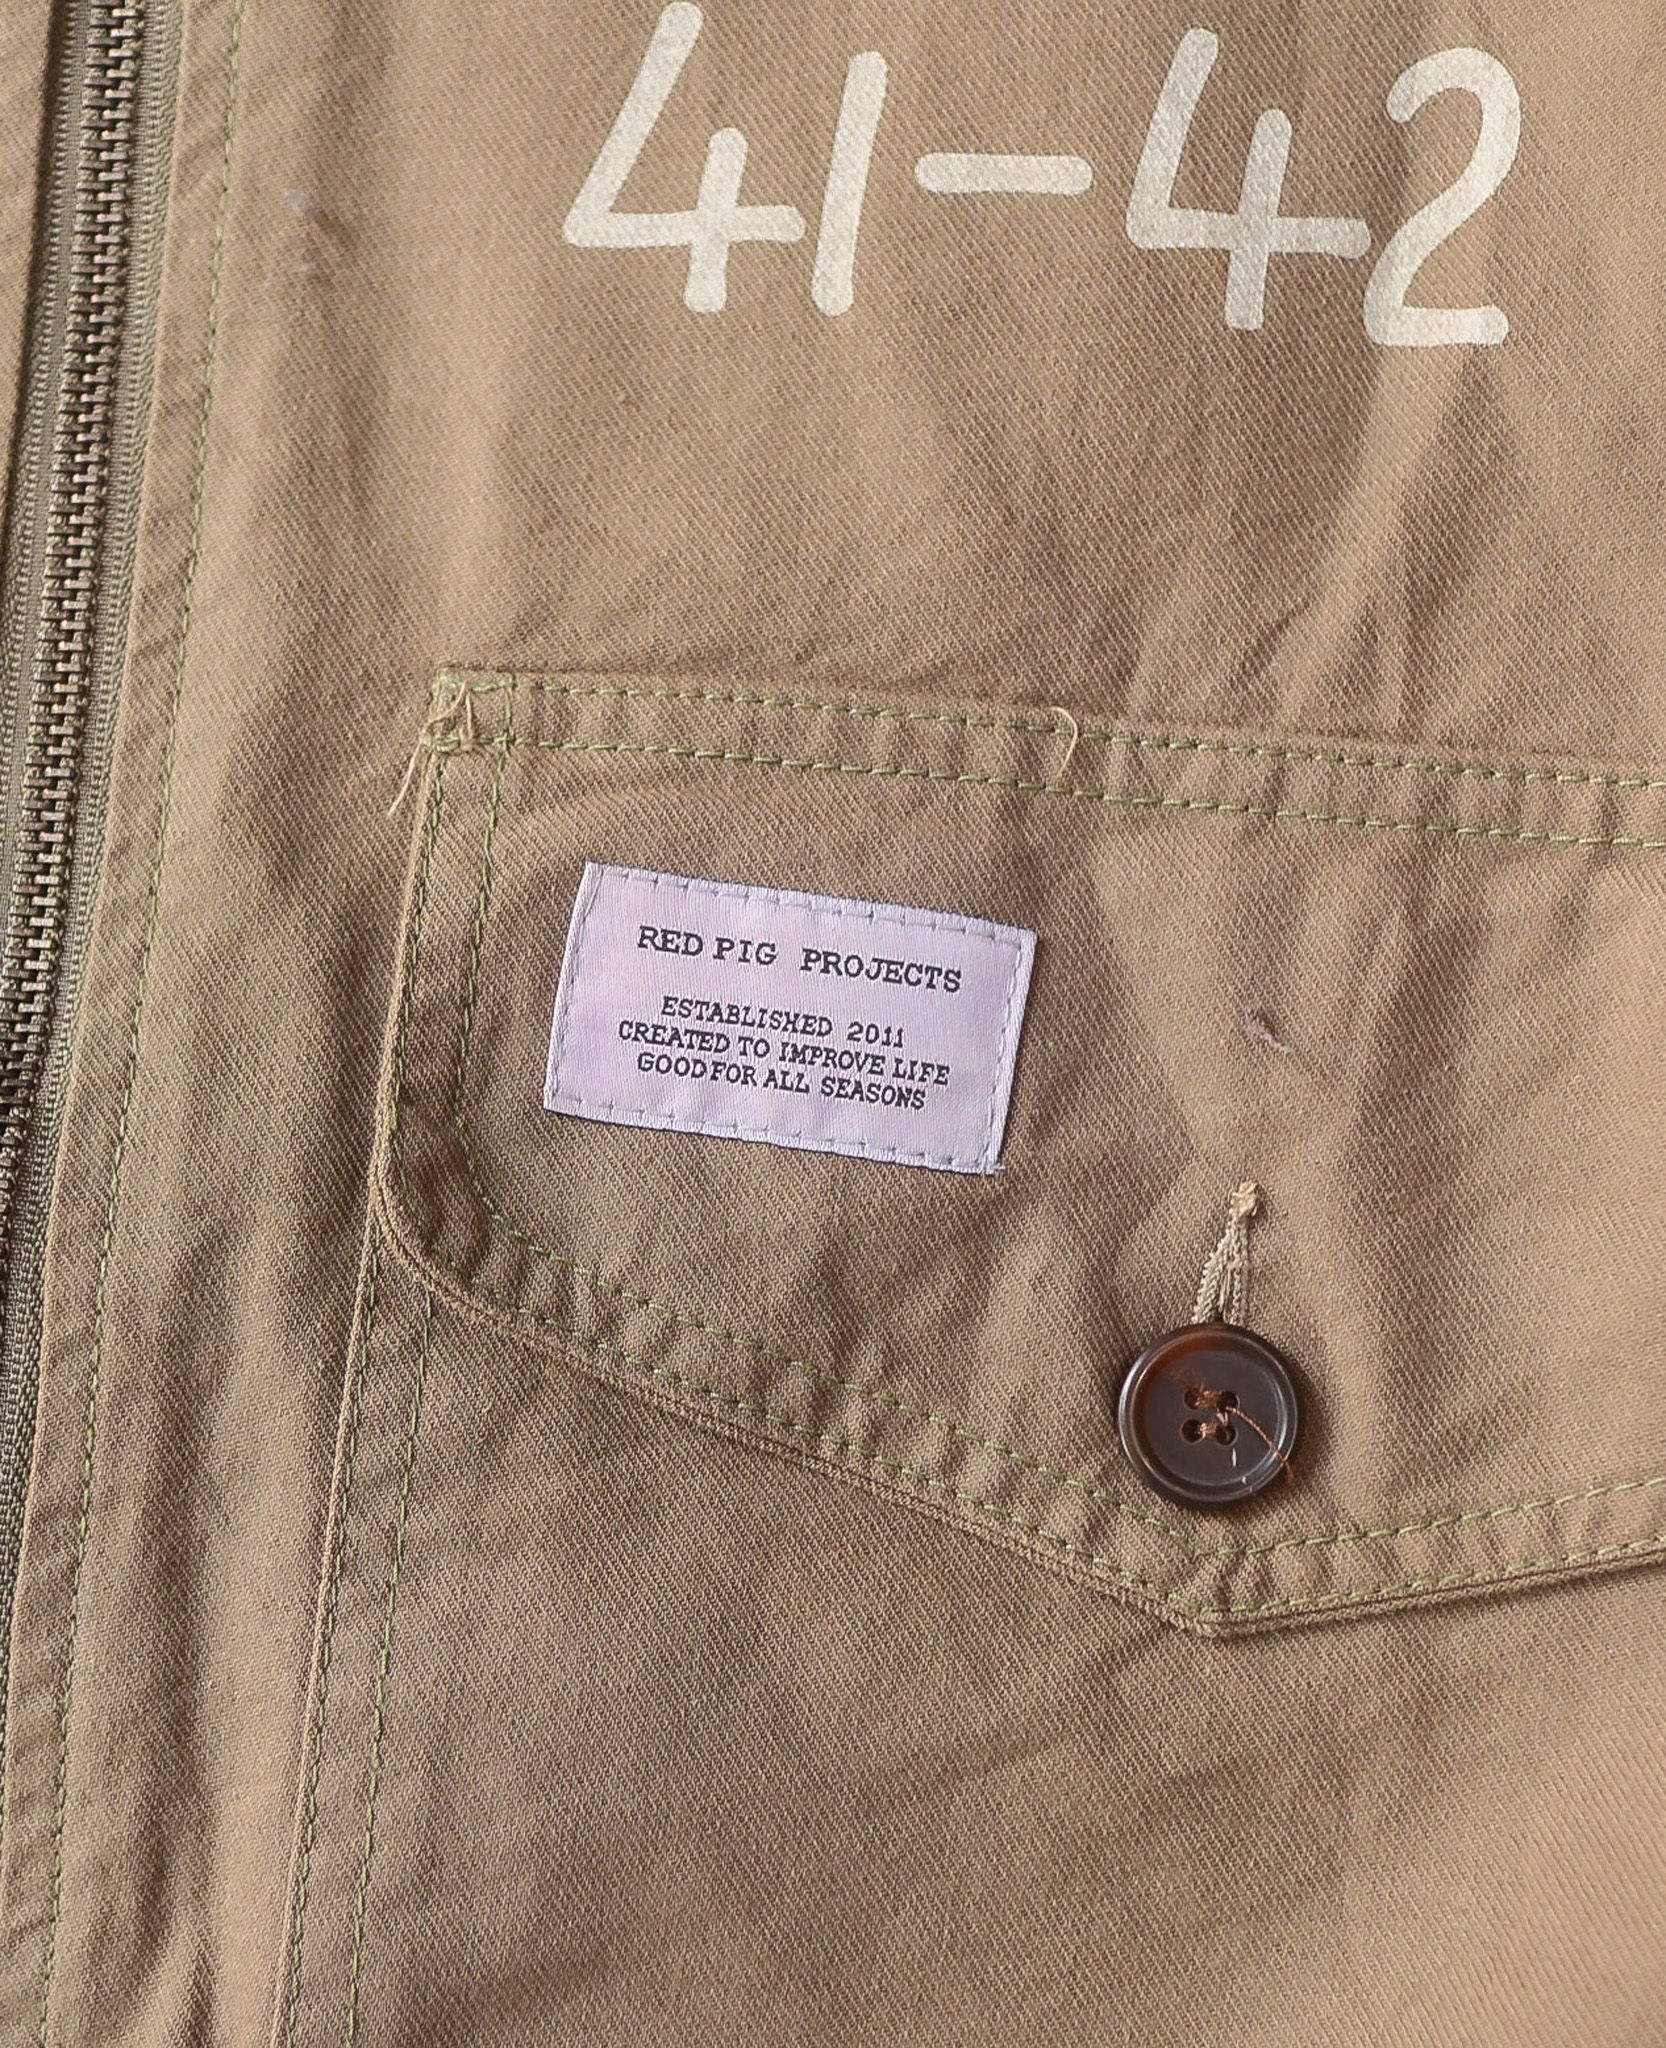 41-42
RED PIG PROJECTS
ESTABLISHED 2011
CREATED TO IMPROVE LIFE
GOOD FOR ALL SEASONS